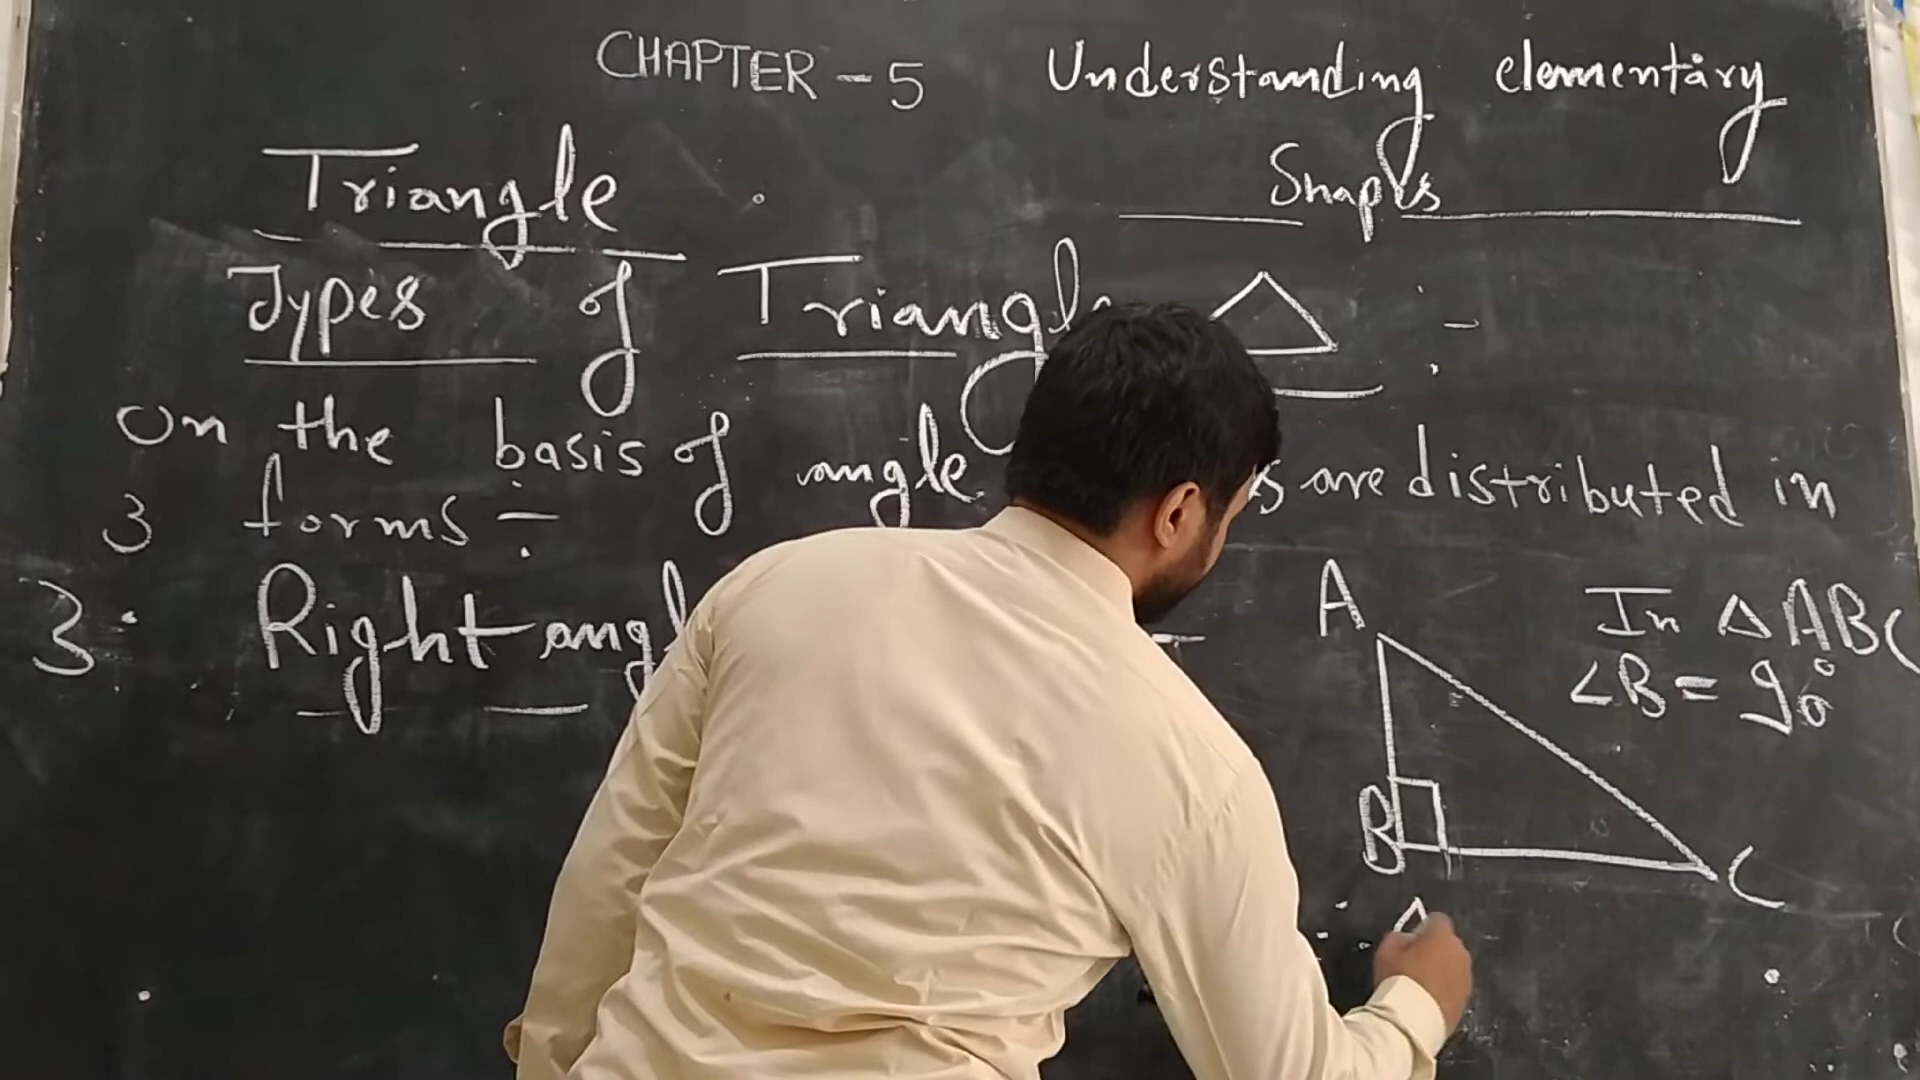 CHAPTER - 5 Understanding elementary
Shapes
Triangle
Types of Triangle △ :-
On the basis of angle are distributed in
3 forms :-
3. Right angl
A
B
C
In △ABC
∠B = 90°
∴ △